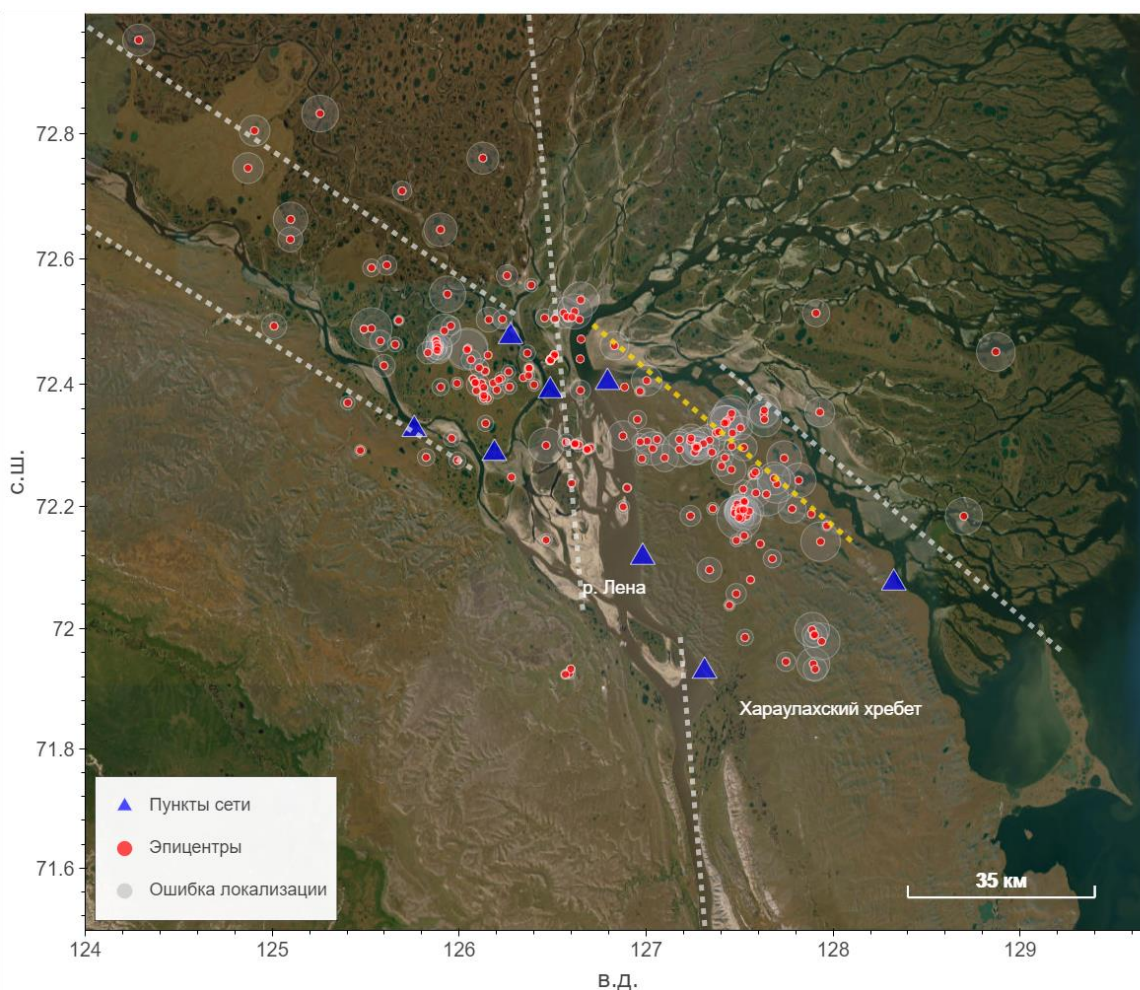 72.8
72.6
72.4
72.2
72
71.8
71.6
с.ш.
р. Лена
Хараулахский хребет
Пункты сети
Эпицентры
Ошибка локализации
35 км
124
125
126
127
128
129
в.д.